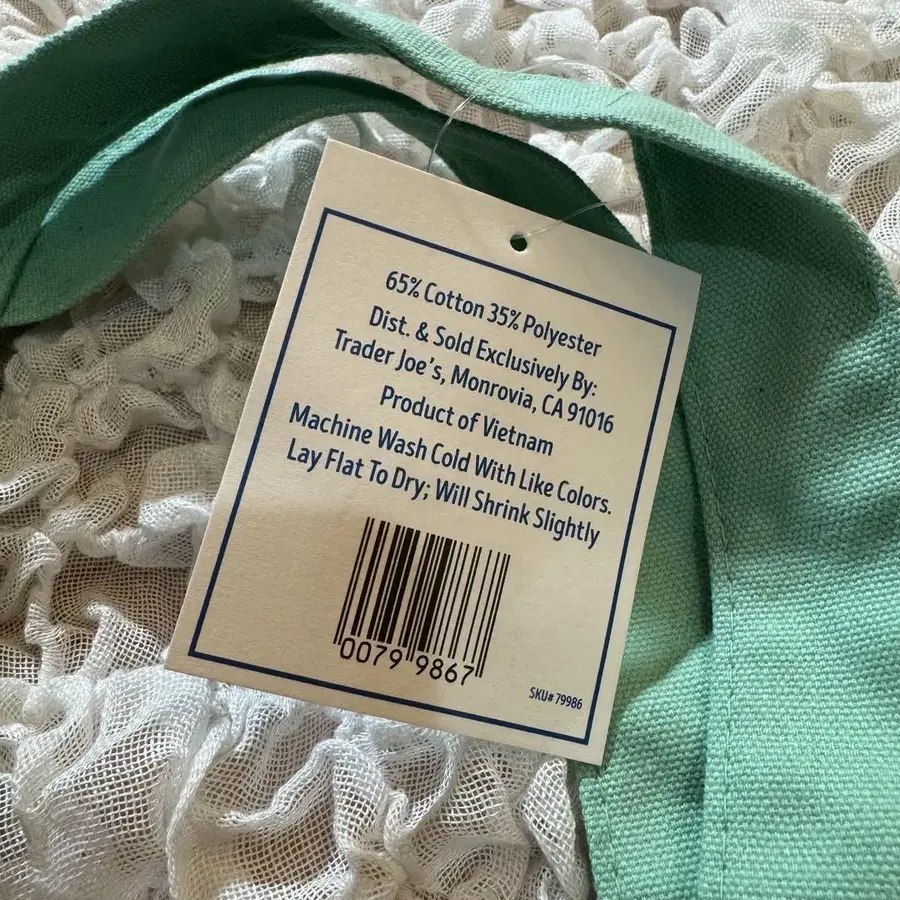 65% Cotton 35% Polyester
Dist. & Sold Exclusively By:
Trader Joe's, Monrovia, CA 91016
Product of Vietnam
Machine Wash Cold With Like Colors.
Lay Flat To Dry; Will Shrink Slightly
0079 9867
SKU# 79986